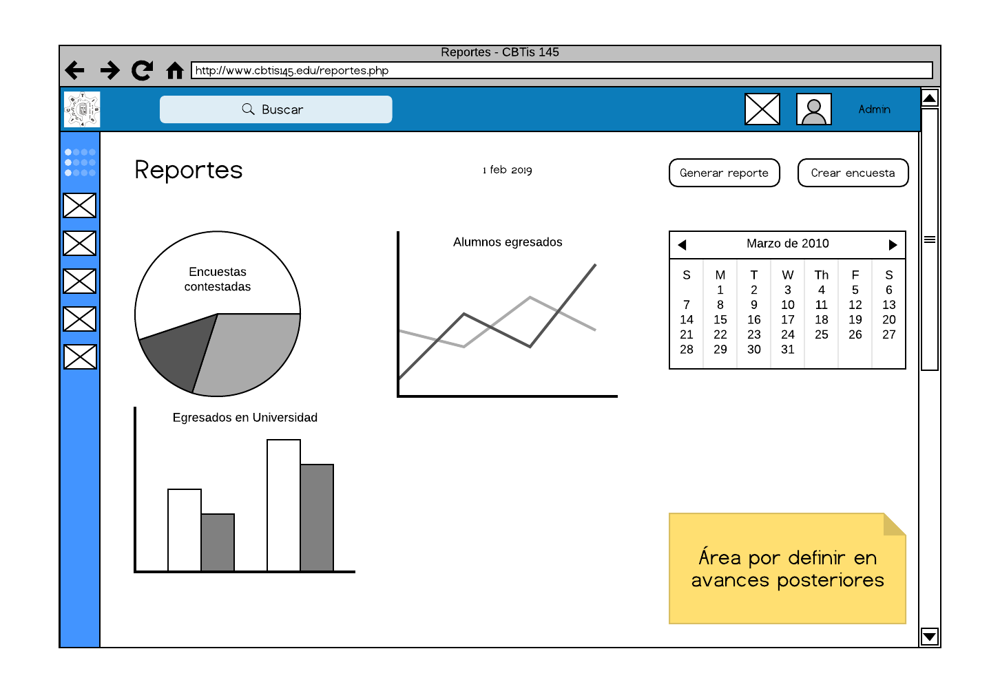 Reportes - CBTis 145
http://www.cbtis145.edu/reportes.php
Buscar
Admin
Reportes
1 feb 2019
Generar reporte
Crear encuesta
Encuestas
contestadas
Alumnos egresados
Marzo de 2010
S M T W Th F S
1 2 3 4 5 6
7 8 9 10 11 12 13
14 15 16 17 18 19 20
21 22 23 24 25 26 27
28 29 30 31
Egresados en Universidad
Área por definir en
avances posteriores